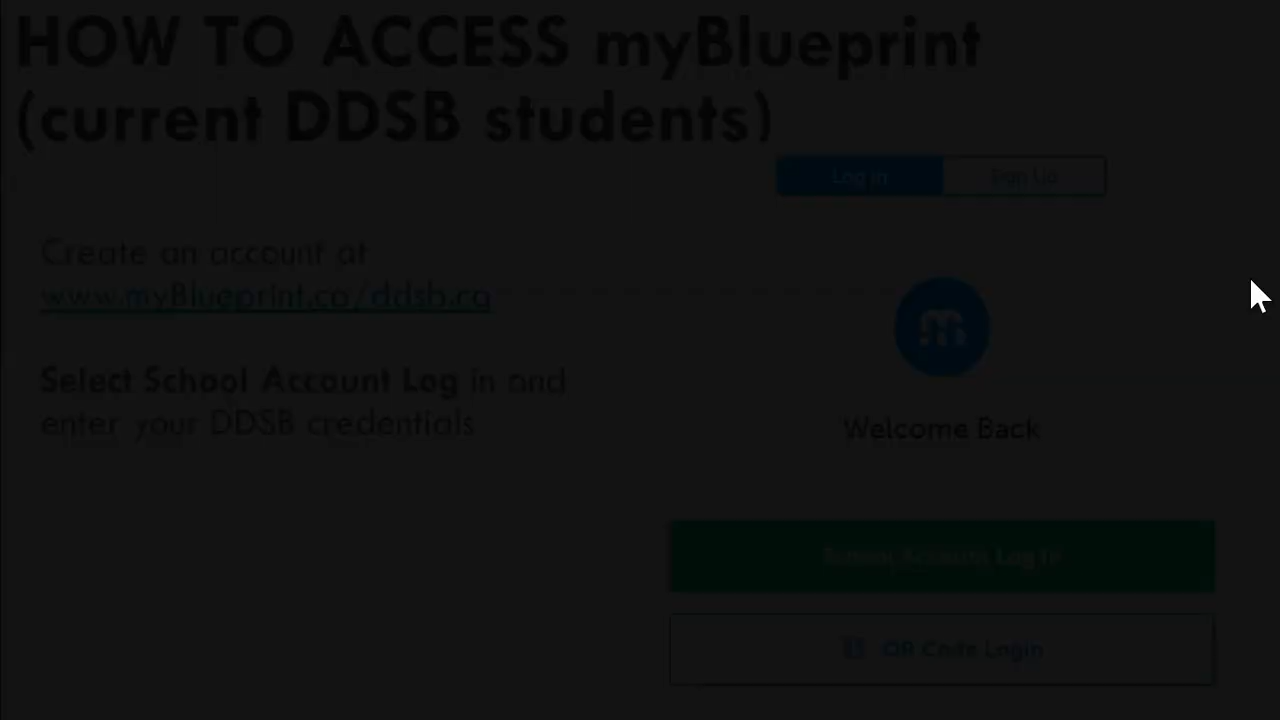 HOW TO ACCESS myBlueprint
(current DDSB students)
Log In
Sign Up
Create an account at
www.myBlueprint.ca/ddsb.ca
Select School Account Log in and
enter your DDSB credentials
m
Welcome Back
School Account Log In
QR Code Login